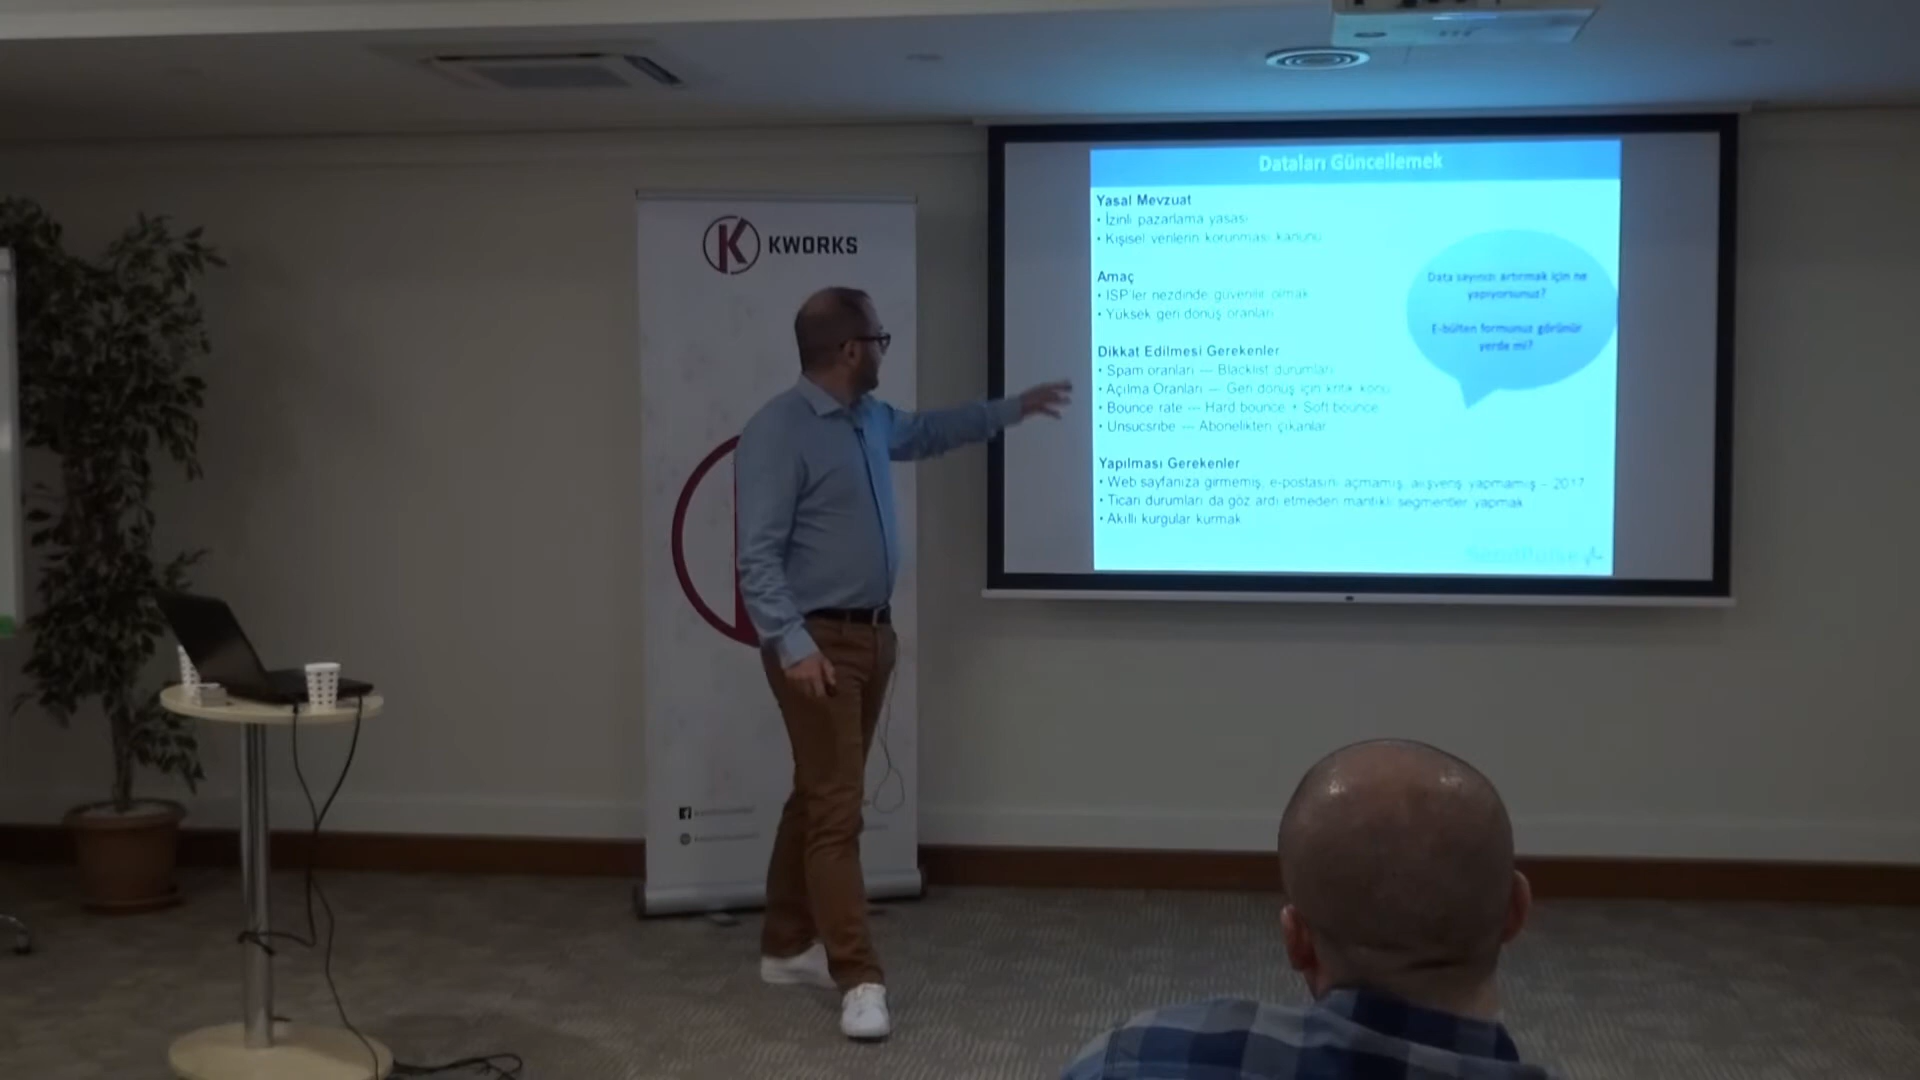 KWORKS
Dataları Güncellemek
Yasal Mevzuat
• İzinli pazarlama yasası
• Kişisel verilerin korunması kanunu
Amaç
• ISP'ler nezdinde güvenilir olmak
• Yüksek geri dönüş oranları
Dikkat Edilmesi Gerekenler
• Spam oranları --- Blacklist durumları
• Açılma Oranları --- Geri dönüş için kritik konu
• Bounce rate --- Hard bounce • Soft bounce
• Unsucsribe --- Abonelikten çıkanlar
Yapılması Gerekenler
• Web sayfanıza girmemiş, e-postasını açmamış, alışveriş yapmamış – 2017
• Ticari durumları da göz ardı etmeden mantıklı segmentler yapmak
• Akıllı kurgular kurmak
Data sayınızı artırmak için ne
yapıyorsunuz?
E-bülten formunuz görünür
yerde mi?